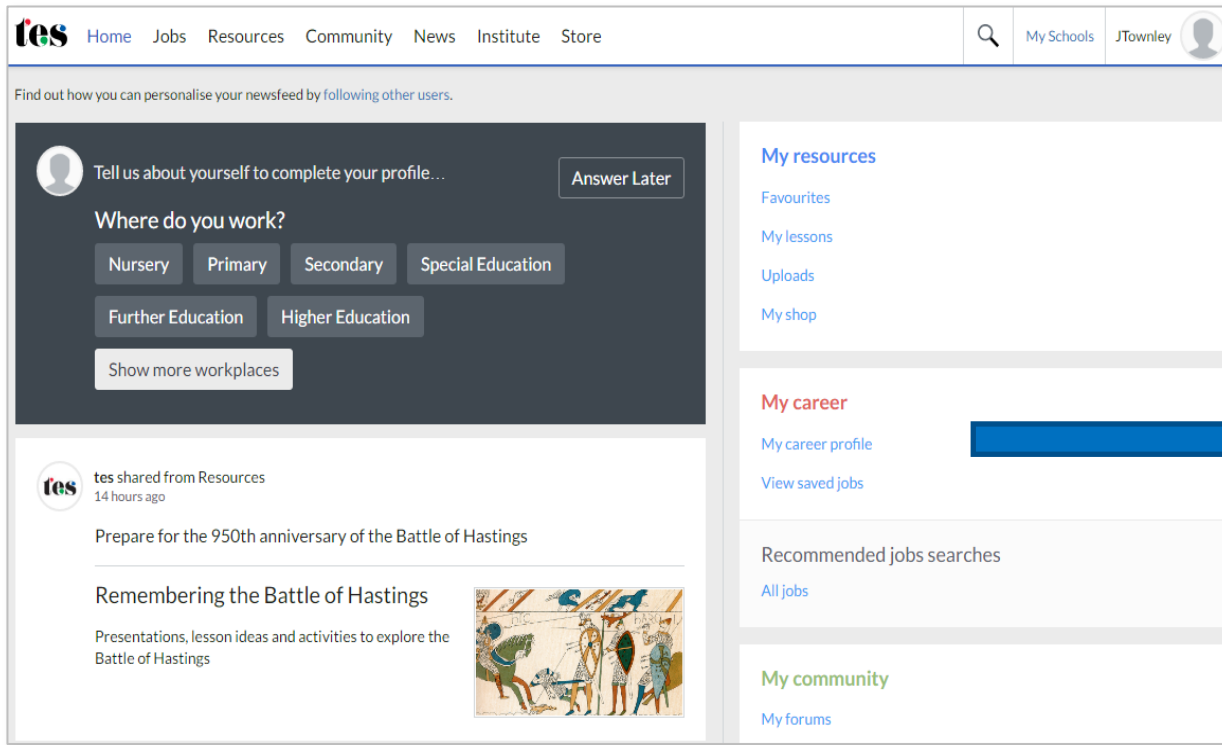 tes Home Jobs Resources Community News Institute Store My Schools JTownley
Find out how you can personalise your newsfeed by following other users.
Tell us about yourself to complete your profile...
Answer Later
Where do you work?
Nursery Primary Secondary Special Education
Further Education Higher Education
Show more workplaces
tes
tes shared from Resources
14 hours ago
Prepare for the 950th anniversary of the Battle of Hastings
Remembering the Battle of Hastings
Presentations, lesson ideas and activities to explore the
Battle of Hastings
My resources
Favourites
My lessons
Uploads
My shop
My career
My career profile
View saved jobs
Recommended jobs searches
All jobs
My community
My forums